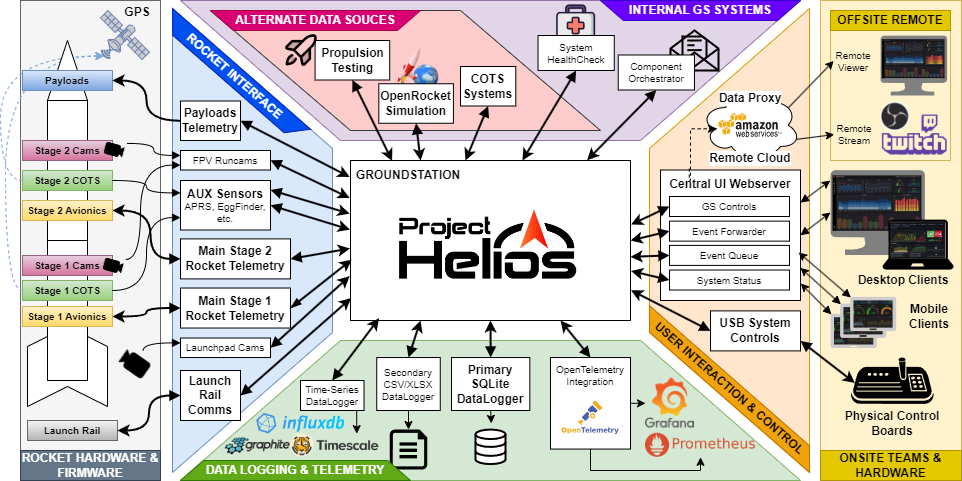 GPS
Payloads
Stage 2 Cams
Stage 2 COTS
Stage 2 Avionics
Stage 1 Cams
Stage 1 COTS
Stage 1 Avionics
Launch Rail
ROCKET HARDWARE &
FIRMWARE
ROCKET INTERFACE
Payloads
Telemetry
FPV Runcams
AUX Sensors
APRS, EggFinder,
etc.
Main Stage 2
Rocket Telemetry
Main Stage 1
Rocket Telemetry
Launchpad Cams
Launch
Rail
Comms
ALTERNATE DATA SOUCES
Propulsion
Testing
OpenRocket
Simulation
COTS
Systems
INTERNAL GS SYSTEMS
System
HealthCheck
Component
Orchestrator
GROUNDSTATION
Project
Helios
Time-Series
DataLogger
influxdb
graphite
Timescale
Secondary
CSV/XLSX
DataLogger
Primary
SQLite
DataLogger
OpenTelemetry
Integration
OpenTelemetry
Grafana
Prometheus
DATA LOGGING & TELEMETRY
Data Proxy
amazon
webservices™
Remote Cloud
Central UI Webserver
GS Controls
Event Forwarder
Event Queue
System Status
USB System
Controls
USER INTERACTION & CONTROL
OFFSITE REMOTE
Remote
Viewer
Remote
Stream
twitch
Desktop Clients
Mobile
Clients
Physical Control
Boards
ONSITE TEAMS &
HARDWARE